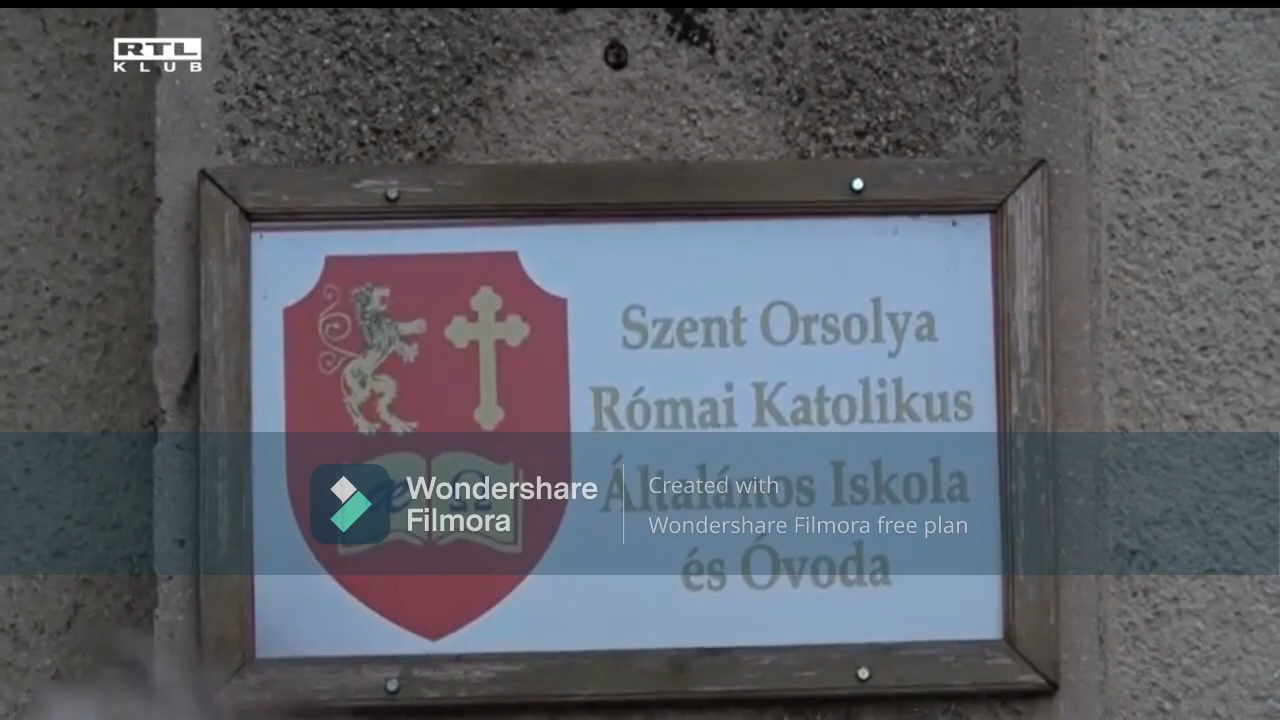 RTL
KLUB
Szent Orsolya
Római Katolikus
Általános Iskola
és Óvoda
Wondershare
Filmora
Created with
Wondershare Filmora free plan